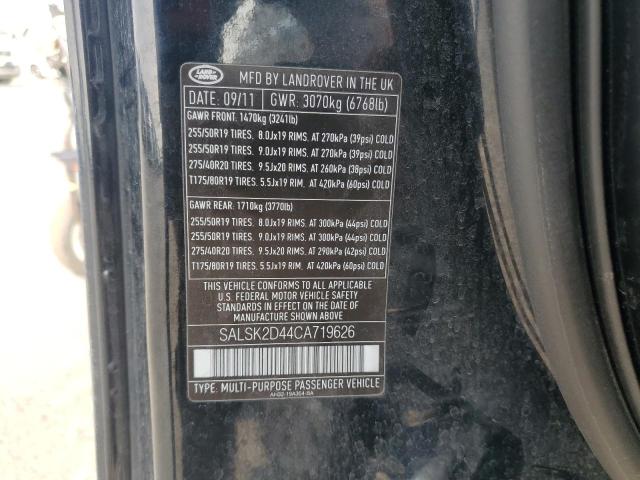 LAND ROVER
MFD BY LANDROVER IN THE UK
DATE: 09/11 GWR: 3070kg (6768lb)
GAWR FRONT: 1470kg (3241lb)
255/50R19 TIRES. 8.0Jx19 RIMS. AT 270kPa (39psi) COLD
255/50R19 TIRES. 9.0Jx19 RIMS. AT 270kPa (39psi) COLD
275/40R20 TIRES. 9.5Jx20 RIMS. AT 260kPa (38psi) COLD
T175/80R19 TIRES. 5.5Jx19 RIM. AT 420kPa (60psi) COLD
GAWR REAR: 1710kg (3770lb)
255/50R19 TIRES. 8.0Jx19 RIMS. AT 300kPa (44psi) COLD
255/50R19 TIRES. 9.0Jx19 RIMS. AT 300kPa (44psi) COLD
275/40R20 TIRES. 9.5Jx20 RIMS. AT 290kPa (42psi) COLD
T175/80R19 TIRES. 5.5Jx19 RIM. AT 420kPa (60psi) COLD
THIS VEHICLE CONFORMS TO ALL APPLICABLE
U.S. FEDERAL MOTOR VEHICLE SAFETY
STANDARDS IN EFFECT ON THE DATE OF
MANUFACTURE SHOWN ABOVE.
SALSK2D44CA719626
TYPE: MULTI-PURPOSE PASSENGER VEHICLE